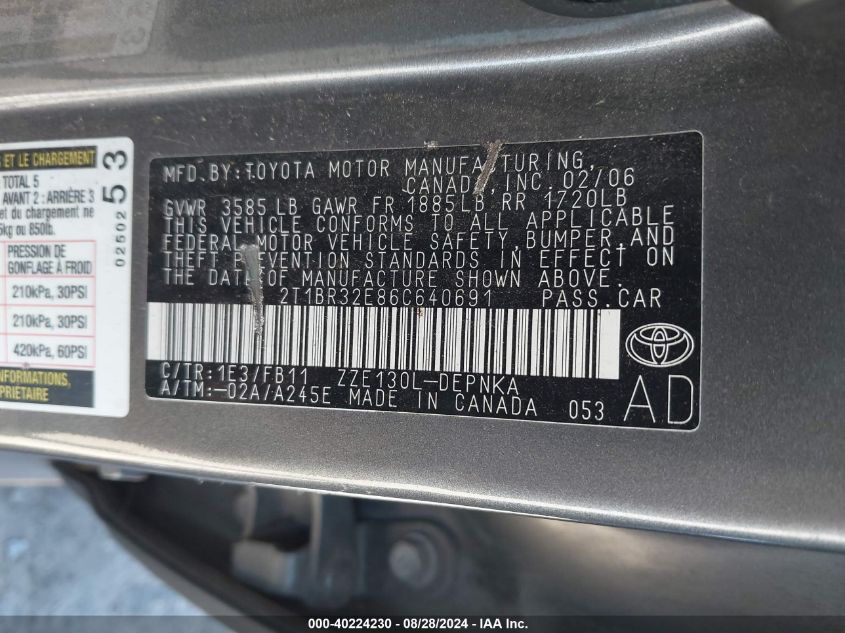 S ET LE CHARGEMENT
TOTAL 5
AVANT 2 : ARRIÈRE 3
et du chargement ne
5kg ou 850lb.
PRESSION DE
GONFLAGE À FROID
210kPa, 30PSI
210kPa, 30PSI
420kPa, 60PSI
INFORMATIONS,
PRIETAIRE
02502
53
MFD. BY: TOYOTA MOTOR MANUFACTURING,
CANADA, INC. 02/06
GVWR 3585 LB GAWR FR 1885LB RR 1720LB
THIS VEHICLE CONFORMS TO ALL APPLICABLE
FEDERAL MOTOR VEHICLE SAFETY, BUMPER, AND
THEFT PREVENTION STANDARDS IN EFFECT ON
THE DATE OF MANUFACTURE SHOWN ABOVE.
2T1BR32E86C640691 PASS.CAR
C/TR: 1E3/FB11 ZZE130L-DEPNKA
A/TM: -02A/A245E MADE IN CANADA 053
AD
000-40224230 - 08/28/2024 - IAA Inc.